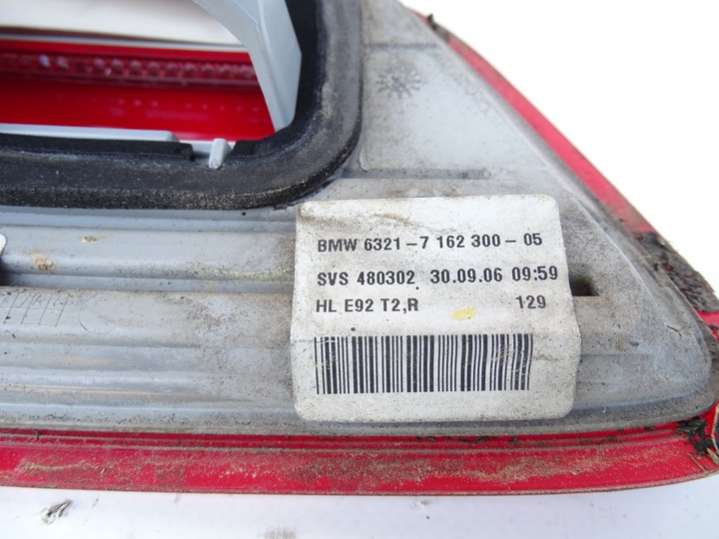 BMW 6321-7 162 300-05
SVS 480302 30.09.06 09:59
HL E92 T2,R 129